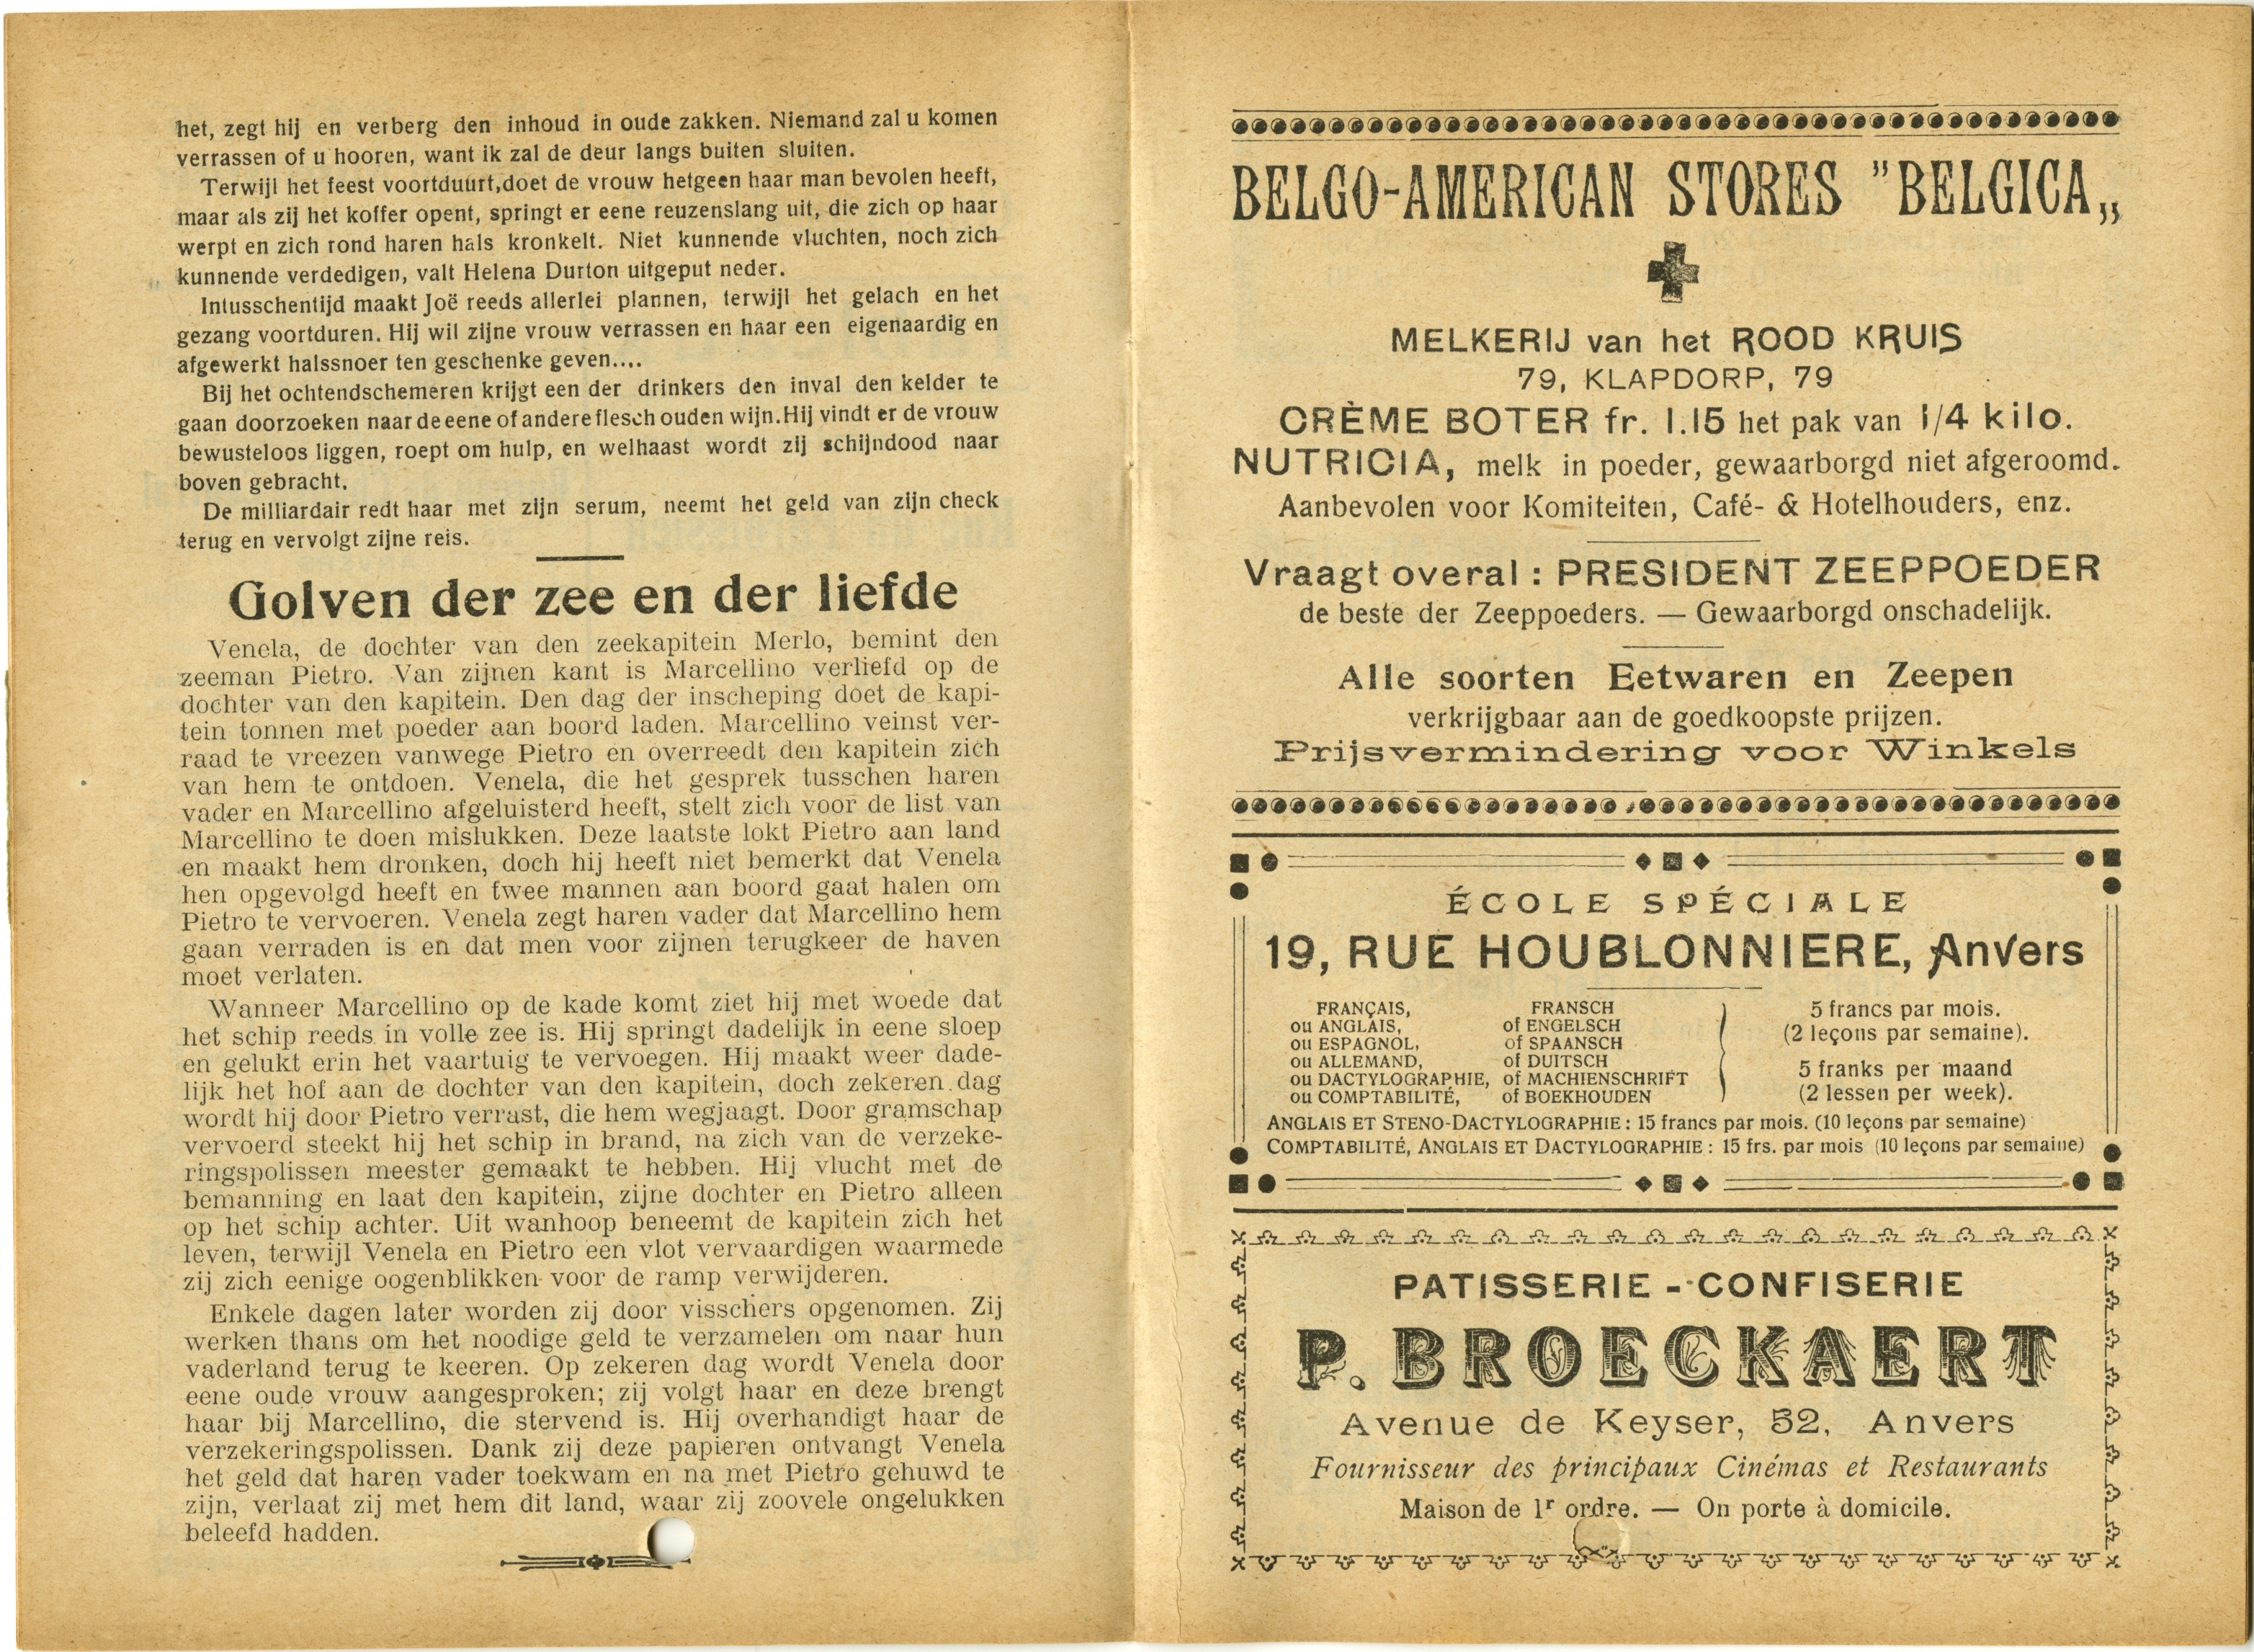 het, zegt hij en verberg den inhoud in oude zakken. Niemand zal u komen
verrassen of u hooren, want ik zal de deur langs buiten sluiten.
Terwijl het feest voortduurt, doet de vrouw hetgeen haar man bevolen heeft,
maar als zij het koffer opent, springt er eene reuzenslang uit, die zich op haar
werpt en zich rond haren hals kronkelt. Niet kunnende vluchten, noch zich
kunnende verdedigen, valt Helena Durton uitgeput neder.
Intusschentijd maakt Joë reeds allerlei plannen, terwijl het gelach en het
gezang voortduren. Hij wil zijne vrouw verrassen en haar een eigenaardig en
afgewerkt halssnoer ten geschenke geven....
Bij het ochtendschemeren krijgt een der drinkers den inval den kelder te
gaan doorzoeken naar de eene of andere flesch ouden wijn. Hij vindt er de vrouw
bewusteloos liggen, roept om hulp, en welhaast wordt zij schijndood naar
boven gebracht.
De milliardair redt haar met zijn serum, neemt het geld van zijn check
terug en vervolgt zijne reis.
Golven der zee en der liefde
Venela, de dochter van den zeekapitein Merlo, bemint den
zeeman Pietro. Van zijnen kant is Marcellino verliefd op de
dochter van den kapitein. Den dag der inscheping doet de kapi-
tein tonnen met poeder aan boord laden. Marcellino veinst ver-
raad te vreezen vanwege Pietro en overreedt den kapitein zich
van hem te ontdoen. Venela, die het gesprek tusschen haren
vader en Marcellino afgeluisterd heeft, stelt zich voor de list van
Marcellino te doen mislukken. Deze laatste lokt Pietro aan land
en maakt hem dronken, doch hij heeft niet bemerkt dat Venela
hen opgevolgd heeft en twee mannen aan boord gaat halen om
Pietro te vervoeren. Venela zegt haren vader dat Marcellino hem
gaan verraden is en dat men voor zijnen terugkeer de haven
moet verlaten.
Wanneer Marcellino op de kade komt ziet hij met woede dat
het schip reeds in volle zee is. Hij springt dadelijk in eene sloep
en gelukt erin het vaartuig te vervoegen. Hij maakt weer dade-
lijk het hof aan de dochter van den kapitein, doch zekeren dag
wordt hij door Pietro verrast, die hem wegjaagt. Door gramschap
vervoerd steekt hij het schip in brand, na zich van de verzeke-
ringspolissen meester gemaakt te hebben. Hij vlucht met de
bemanning en laat den kapitein, zijne dochter en Pietro alleen
op het schip achter. Uit wanhoop beneemt de kapitein zich het
leven, terwijl Venela en Pietro een vlot vervaardigen waarmede
zij zich eenige oogenblikken voor de ramp verwijderen.
Enkele dagen later worden zij door visschers opgenomen. Zij
werken thans om het noodige geld te verzamelen om naar hun
vaderland terug te keeren. Op zekeren dag wordt Venela door
eene oude vrouw aangesproken; zij volgt haar en deze brengt
haar bij Marcellino, die stervend is. Hij overhandigt haar de
verzekeringspolissen. Dank zij deze papieren ontvangt Venela
het geld dat haren vader toekwam en na met Pietro gehuwd te
zijn, verlaat zij met hem dit land, waar zij zoovele ongelukken
beleefd hadden.
BELGO-AMERICAN STORES "BELGICA„
MELKERIJ van het ROOD KRUIS
79, KLAPDORP, 79
CRÈME BOTER fr. 1.15 het pak van 1/4 kilo.
NUTRICIA, melk in poeder, gewaarborgd niet afgeroomd.
Aanbevolen voor Komiteiten, Café- & Hotelhouders, enz.
Vraagt overal : PRESIDENT ZEEPPOEDER
de beste der Zeeppoeders. — Gewaarborgd onschadelijk.
Alle soorten Eetwaren en Zeepen
verkrijgbaar aan de goedkoopste prijzen.
Prijsvermindering voor Winkels
ÉCOLE SPÉCIALE
19, RUE HOUBLONNIERE, Anvers
FRANÇAIS, FRANSCH
ou ANGLAIS, of ENGELSCH
ou ESPAGNOL, of SPAANSCH
ou ALLEMAND, of DUITSCH
ou DACTYLOGRAPHIE, of MACHIENSCHRIFT
ou COMPTABILITÉ, of BOEKHOUDEN
5 francs par mois.
(2 leçons par semaine).
5 franks per maand
(2 lessen per week).
ANGLAIS ET STENO-DACTYLOGRAPHIE : 15 francs par mois. (10 leçons par semaine)
COMPTABILITÉ, ANGLAIS ET DACTYLOGRAPHIE : 15 frs. par mois (10 leçons par semaine)
PATISSERIE - CONFISERIE
P. BROECKAERT
Avenue de Keyser, 52, Anvers
Fournisseur des principaux Cinémas et Restaurants
Maison de 1r ordre. — On porte à domicile.